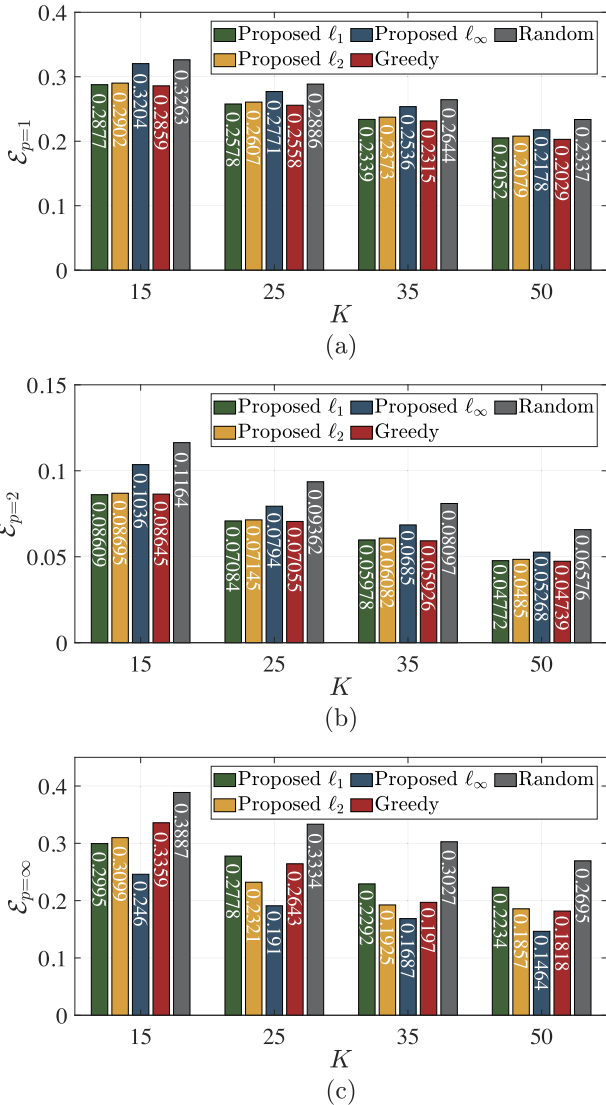 0.4
0.3
0.2
0.1
0
ℰp=1
Proposed ℓ1 Proposed ℓ∞ Random
Proposed ℓ2 Greedy
0.2877 0.2902 0.3204 0.2859 0.3263
0.2578 0.2607 0.2771 0.2558 0.2886
0.2339 0.2373 0.2536 0.2315 0.2644
0.2052 0.2079 0.2178 0.2029 0.2337
15 25 35 50
K
(a)
0.15
0.1
0.05
0
ℰp=2
Proposed ℓ1 Proposed ℓ∞ Random
Proposed ℓ2 Greedy
0.08609 0.08695 0.1036 0.08645 0.1164
0.07084 0.07145 0.0794 0.07055 0.09362
0.05978 0.06082 0.0685 0.05926 0.08097
0.04772 0.0485 0.05268 0.04739 0.06576
15 25 35 50
K
(b)
0.4
0.3
0.2
0.1
0
ℰp=∞
Proposed ℓ1 Proposed ℓ∞ Random
Proposed ℓ2 Greedy
0.2995 0.3099 0.246 0.3359 0.3887
0.2778 0.2321 0.191 0.2643 0.3334
0.2292 0.1925 0.1687 0.197 0.3027
0.2234 0.1857 0.1464 0.1818 0.2695
15 25 35 50
K
(c)